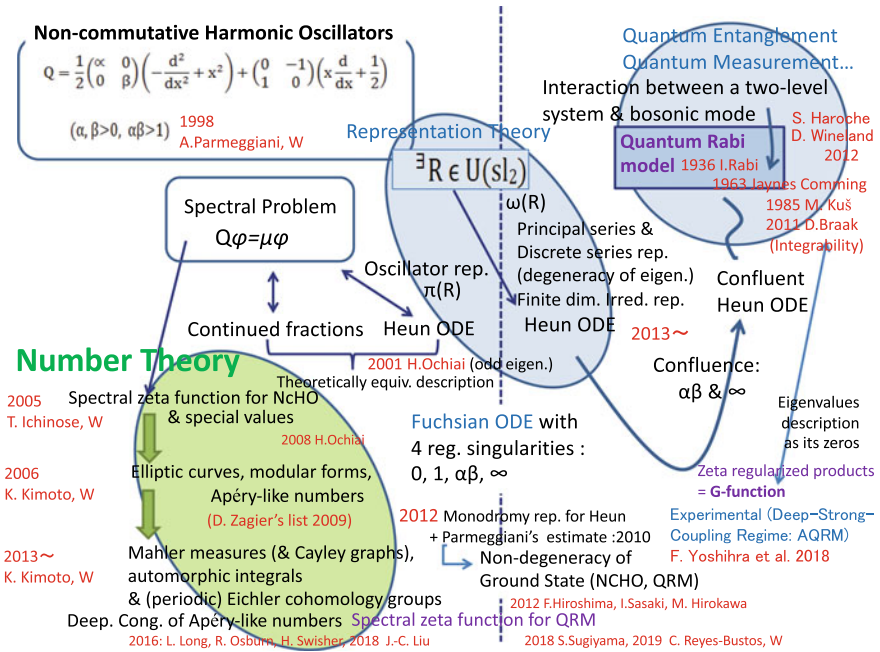 Non-commutative Harmonic Oscillators
Q = 1/2 (∝ 0 0 β) (− d²/dx² + x²) + (0 −1 1 0) (x d/dx + 1/2)
(α, β>0, αβ>1)
1998
A.Parmeggiani, W
Quantum Entanglement
Quantum Measurement…
Interaction between a two-level
system & bosonic mode
S. Haroche
D. Wineland
2012
Quantum Rabi
model 1936 I.Rabi
1963 Jaynes Comming
1985 M. Kuš
2011 D.Braak
(Integrability)
Representation Theory
∃R ϵ U(sl₂)
ω(R)
Principal series &
Discrete series rep.
(degeneracy of eigen.)
Finite dim. Irred. rep.
Heun ODE
Spectral Problem
Qφ=μφ
Oscillator rep.
π(R)
Continued fractions
Heun ODE
2001 H.Ochiai (odd eigen.)
Theoretically equiv. description
2013～
Confluent
Heun ODE
Confluence:
αβ & ∞
Eigenvalues
description
as its zeros
Zeta regularized products
= G-function
Experimental (Deep-Strong-
Coupling Regime: AQRM)
F. Yoshihra et al. 2018
Number Theory
2005
T. Ichinose, W
Spectral zeta function for NcHO
& special values
2008 H.Ochiai
2006
K. Kimoto, W
Elliptic curves, modular forms,
Apéry-like numbers
(D. Zagier's list 2009)
2013～
K. Kimoto, W
Mahler measures (& Cayley graphs),
automorphic integrals
& (periodic) Eichler cohomology groups
Deep. Cong. of Apéry-like numbers
2016: L. Long, R. Osburn, H. Swisher, 2018 J.-C. Liu
Fuchsian ODE with
4 reg. singularities :
0, 1, αβ, ∞
2012 Monodromy rep. for Heun
+ Parmeggiani's estimate :2010
Non-degeneracy of
Ground State (NCHO, QRM)
2012 F.Hiroshima, I.Sasaki, M. Hirokawa
Spectral zeta function for QRM
2018 S.Sugiyama, 2019 C. Reyes-Bustos, W